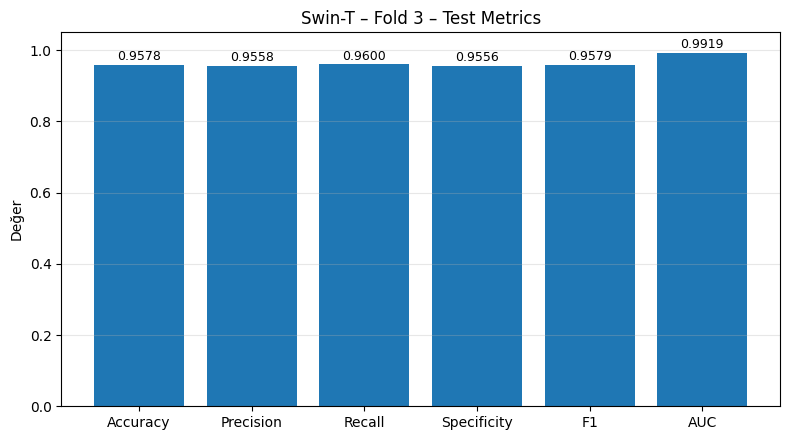 Swin-T – Fold 3 – Test Metrics
0.9578 0.9558 0.9600 0.9556 0.9579 0.9919
Değer
1.0
0.8
0.6
0.4
0.2
0.0
Accuracy Precision Recall Specificity F1 AUC